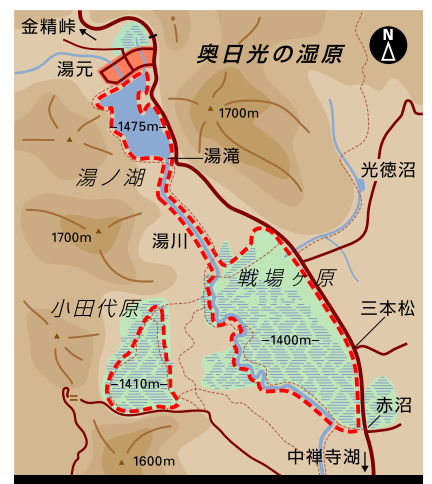 金精峠
奥日光の湿原
N
湯元
1700m
1475m
湯滝
光徳沼
湯ノ湖
1700m
湯川
戦場ヶ原
小田代原
三本松
1400m
1410m
赤沼
中禅寺湖
1600m